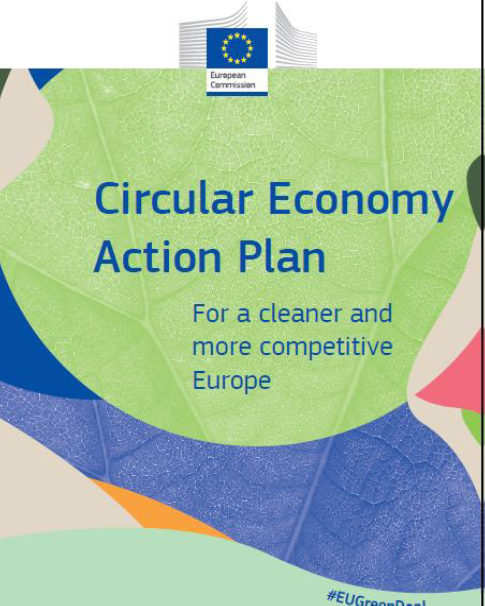 European
Commission
Circular Economy
Action Plan
For a cleaner and
more competitive
Europe
#EUGreenDeal